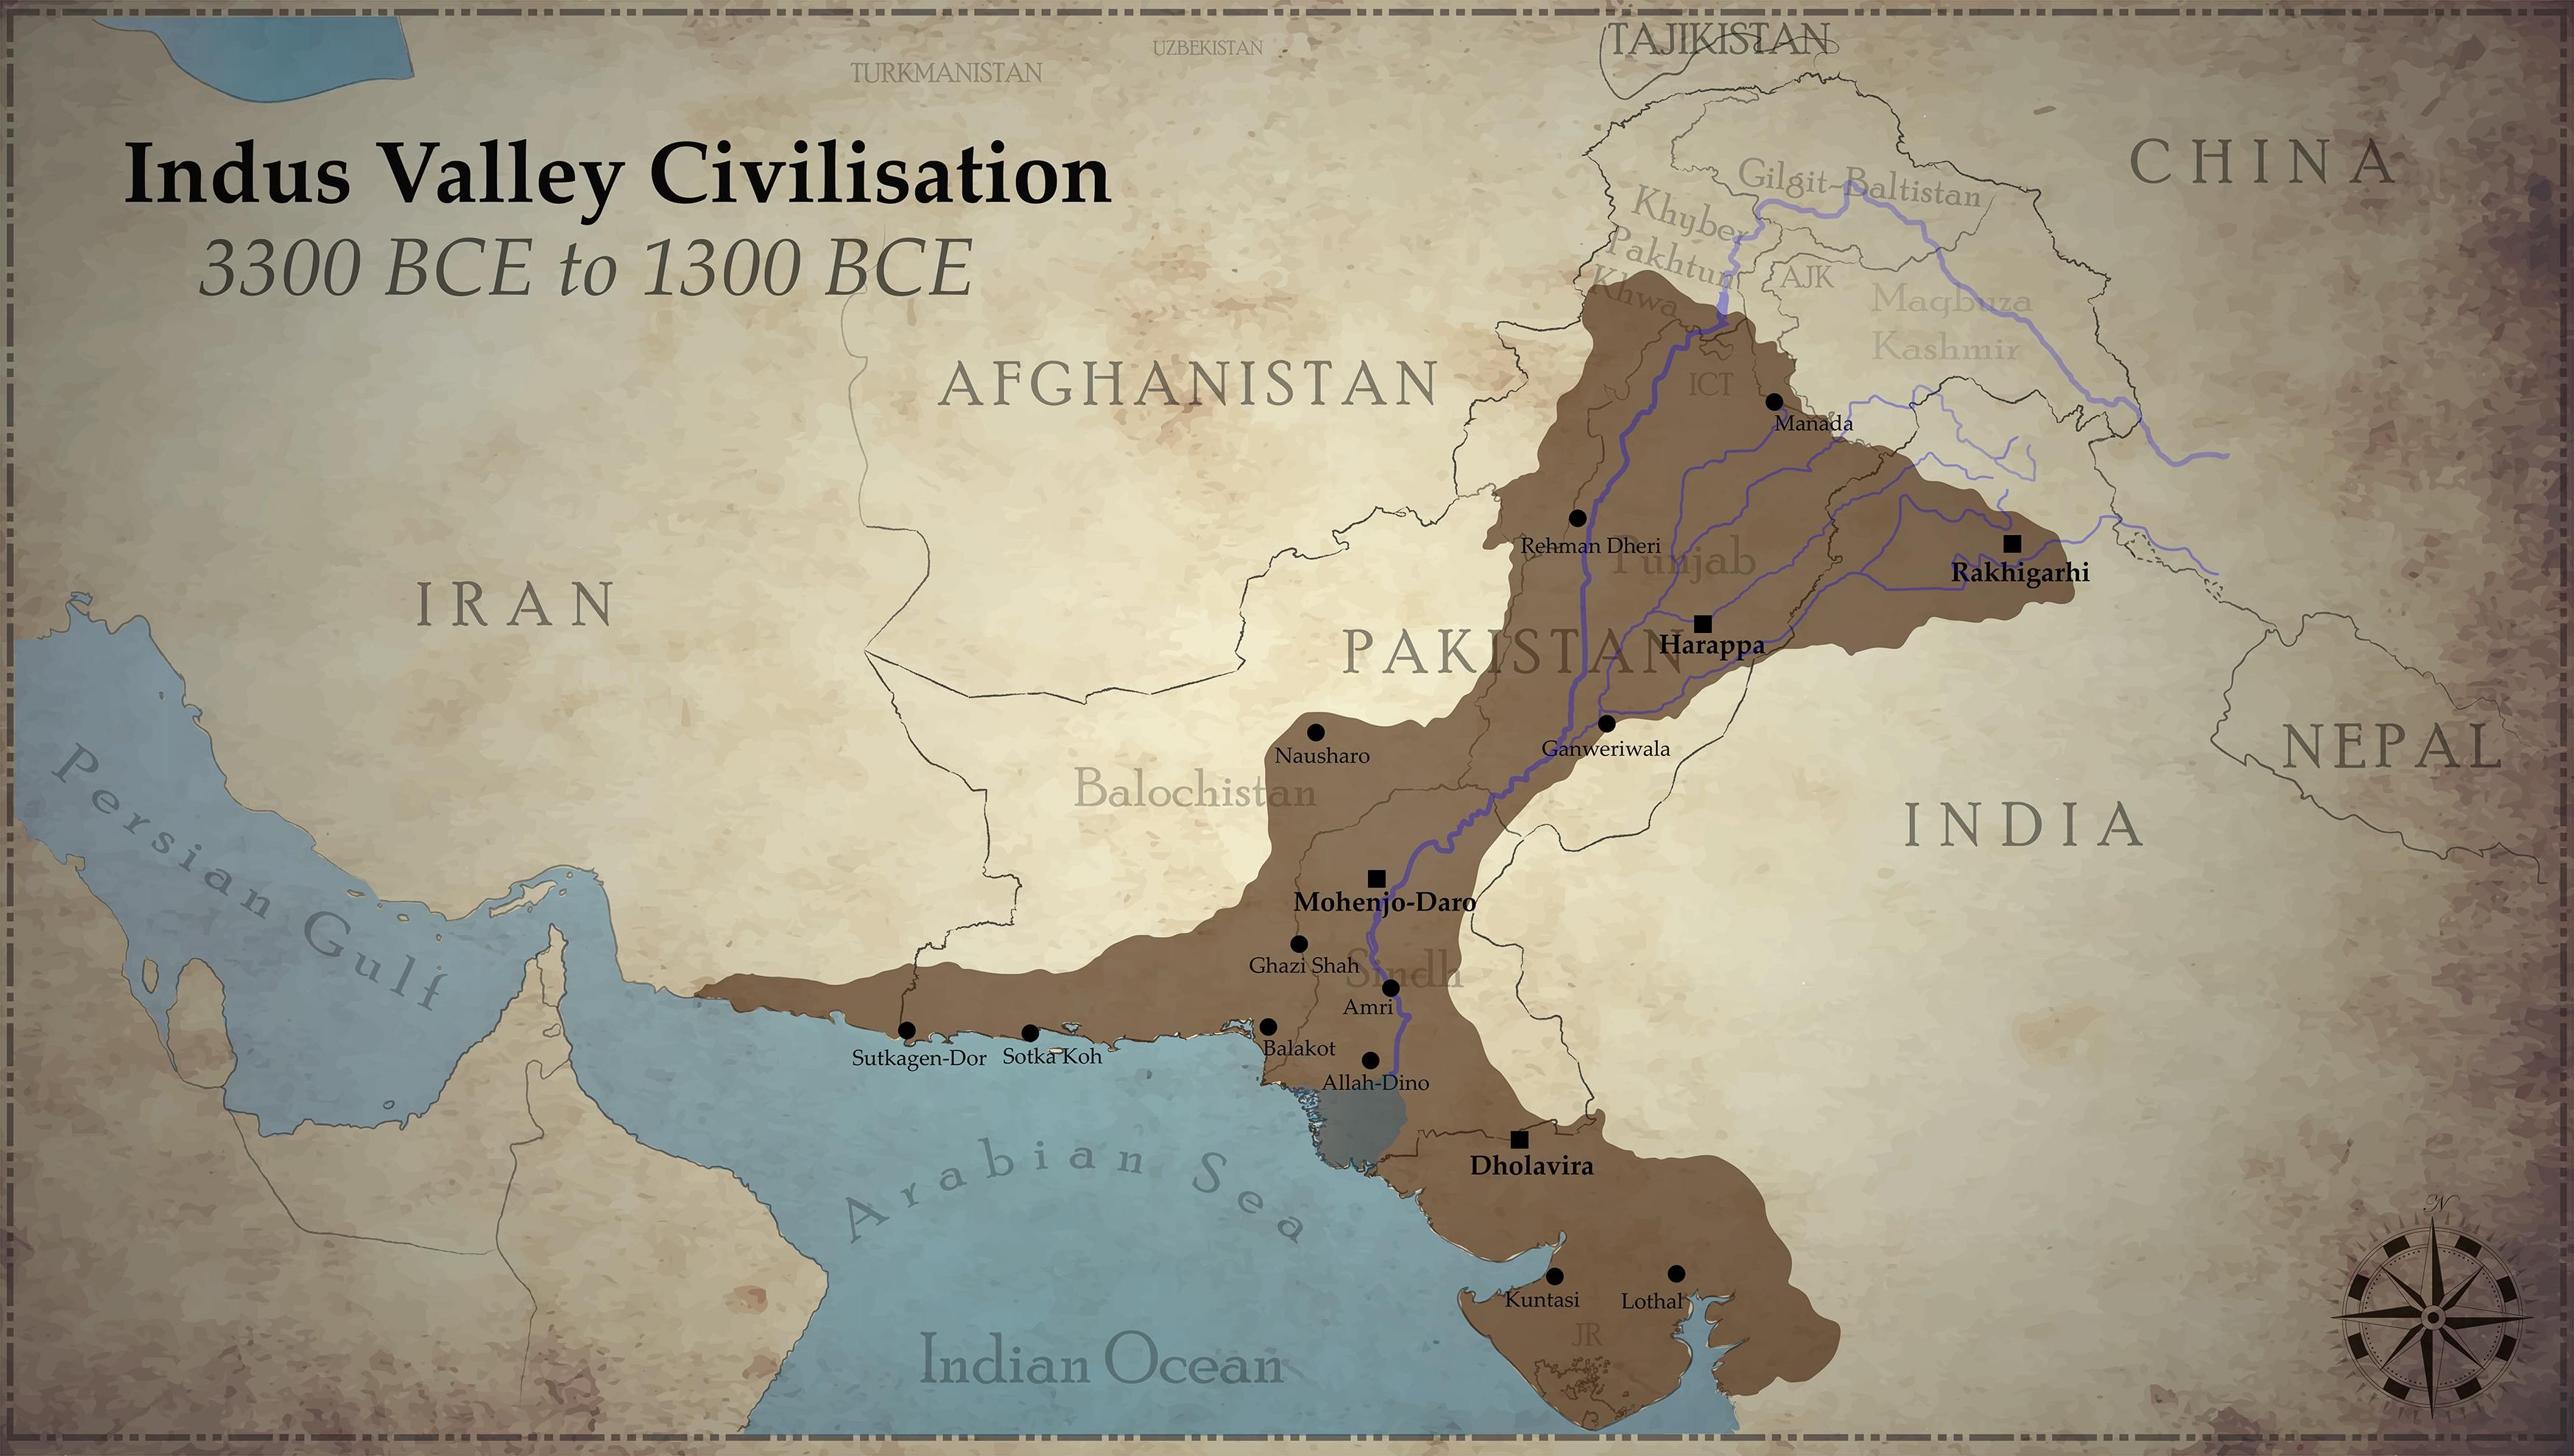 TAJIKISTAN
UZBEKISTAN
TURKMANISTAN
Indus Valley Civilisation
3300 BCE to 1300 BCE
CHINA
Gilgit-Baltistan
Khyber
Pakhtun
Khwa
AJK
Maqbuza
Kashmir
AFGHANISTAN
ICT
Manada
Rehman Dheri
Punjab
Rakhigarhi
IRAN
Harappa
PAKISTAN
Ganweriwala
Nausharo
Balochistan
NEPAL
INDIA
Persian Gulf
Mohenjo-Daro
Ghazi Shah
Sindh
Amri
Sutkagen-Dor
Sotka Koh
Balakot
Allah-Dino
Arabian Sea
Dholavira
N
Kuntasi
Lothal
JR
Indian Ocean